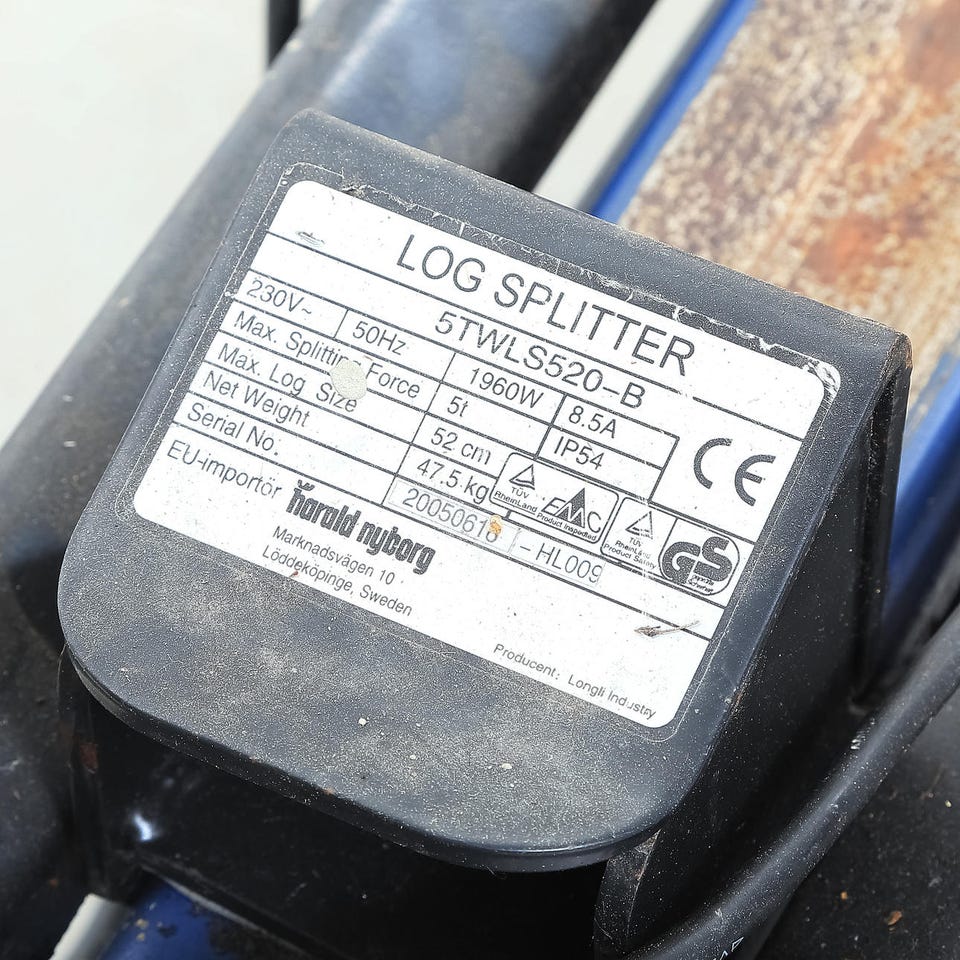 LOG SPLITTER
5TWLS520-B
230V~ 50Hz 1960W 8.5A
Max. Splitting Force 5t IP54
Max. Log Size 52 cm
Net Weight 47.5 kg
Serial No. 20050618 - HL009
CE
TÜV
RheinLand
EMC
Product Inspected
TÜV
RheinLand
Product Safety
GS
EU-importör harald nyborg
Marknadsvägen 10
Löddeköpinge, Sweden
Producent: Longli Industry